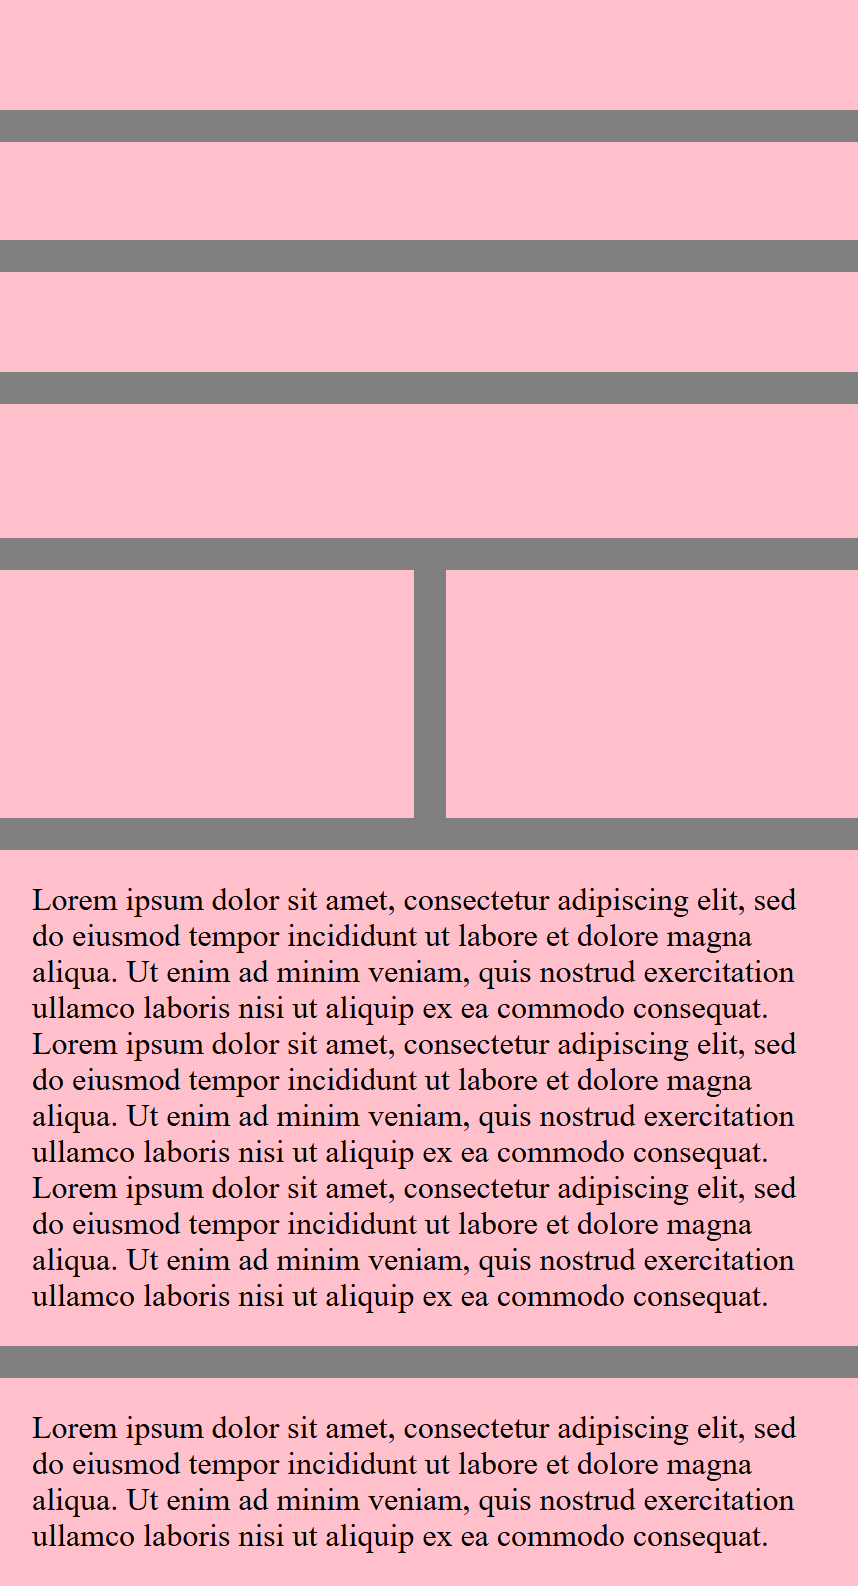 Lorem ipsum dolor sit amet, consectetur adipiscing elit, sed
do eiusmod tempor incididunt ut labore et dolore magna
aliqua. Ut enim ad minim veniam, quis nostrud exercitation
ullamco laboris nisi ut aliquip ex ea commodo consequat.
Lorem ipsum dolor sit amet, consectetur adipiscing elit, sed
do eiusmod tempor incididunt ut labore et dolore magna
aliqua. Ut enim ad minim veniam, quis nostrud exercitation
ullamco laboris nisi ut aliquip ex ea commodo consequat.
Lorem ipsum dolor sit amet, consectetur adipiscing elit, sed
do eiusmod tempor incididunt ut labore et dolore magna
aliqua. Ut enim ad minim veniam, quis nostrud exercitation
ullamco laboris nisi ut aliquip ex ea commodo consequat.
Lorem ipsum dolor sit amet, consectetur adipiscing elit, sed
do eiusmod tempor incididunt ut labore et dolore magna
aliqua. Ut enim ad minim veniam, quis nostrud exercitation
ullamco laboris nisi ut aliquip ex ea commodo consequat.